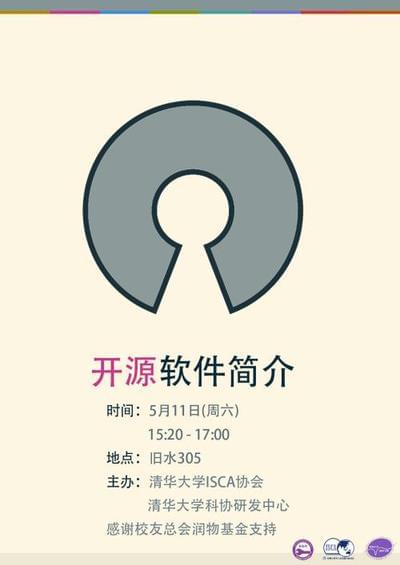 开源软件简介
时间：5月11日(周六)
15:20 - 17:00
地点：旧水305
主办：清华大学ISCA协会
清华大学科协研发中心
感谢校友总会润物基金支持
ISCA